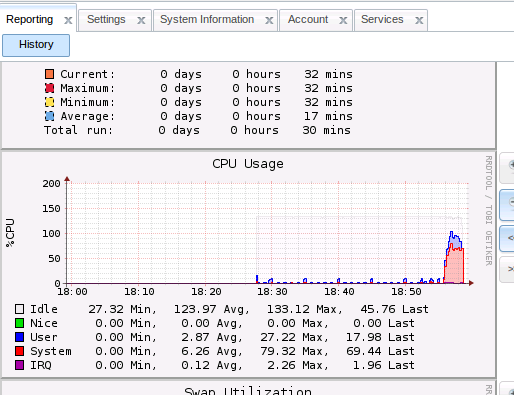 Reporting x Settings x System Information x Account x Services x
History
Current: 0 days 0 hours 32 mins
Maximum: 0 days 0 hours 32 mins
Minimum: 0 days 0 hours 32 mins
Average: 0 days 0 hours 17 mins
Total run: 0 days 0 hours 30 mins
CPU Usage
RRDTOOL / TOBI OETIKER
%CPU
200
150
100
50
0
18:00 18:10 18:20 18:30 18:40 18:50
Idle 27.32 Min, 123.97 Avg, 133.12 Max, 45.76 Last
Nice 0.00 Min, 0.00 Avg, 0.00 Max, 0.00 Last
User 0.00 Min, 2.87 Avg, 27.22 Max, 17.98 Last
System 0.00 Min, 6.26 Avg, 79.32 Max, 69.44 Last
IRQ 0.00 Min, 0.12 Avg, 2.26 Max, 1.96 Last
Swap Utilization